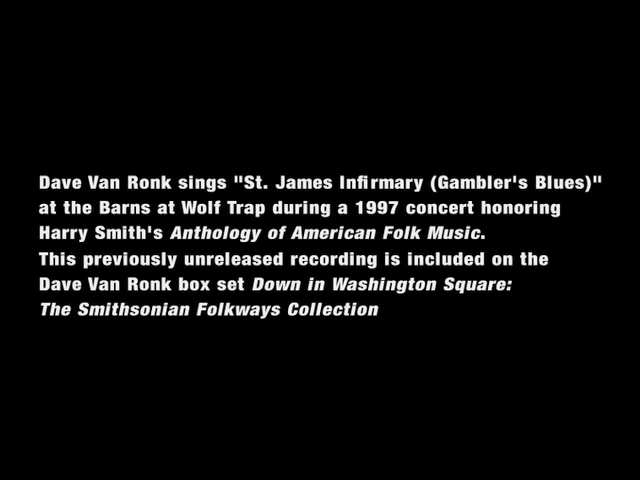 Dave Van Ronk sings "St. James Infirmary (Gambler's Blues)"
at the Barns at Wolf Trap during a 1997 concert honoring
Harry Smith's Anthology of American Folk Music.
This previously unreleased recording is included on the
Dave Van Ronk box set Down in Washington Square:
The Smithsonian Folkways Collection